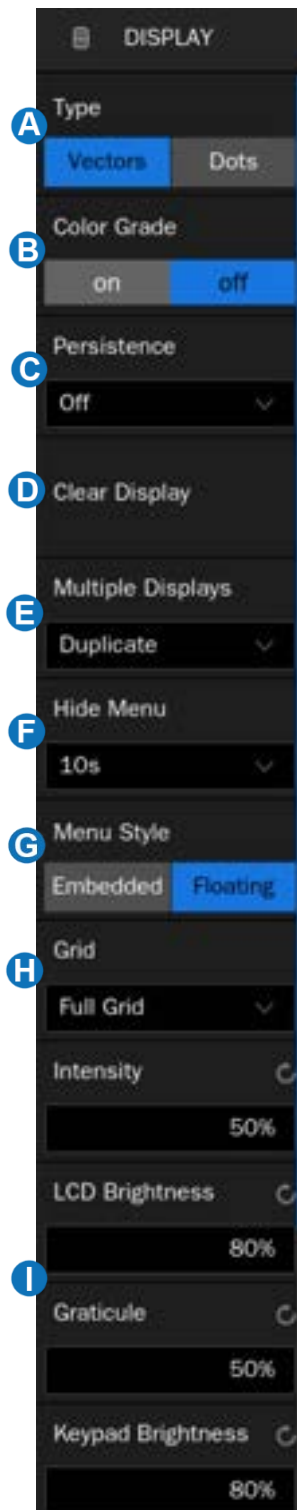 DISPLAY
A
Type
Vectors Dots
B
Color Grade
on off
C
Persistence
Off
D
Clear Display
E
Multiple Displays
Duplicate
F
Hide Menu
10s
G
Menu Style
Embedded Floating
H
Grid
Full Grid
Intensity
50%
LCD Brightness
80%
I
Graticule
50%
Keypad Brightness
80%